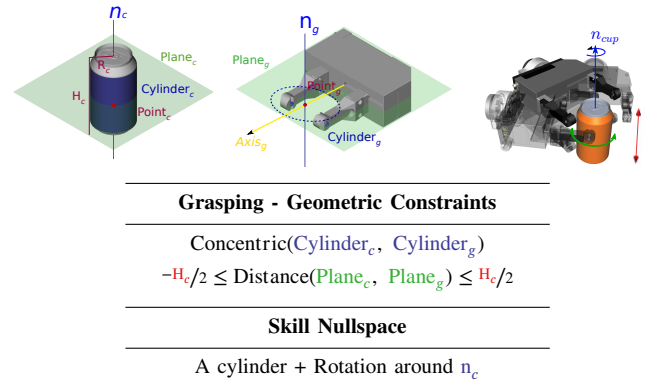 n_c
R_c
Plane_c
H_c
Cylinder_c
Point_c
n_g
Plane_g
Point_g
Axis_g
Cylinder_g
n_cup
Grasping - Geometric Constraints
Concentric(Cylinder_c, Cylinder_g)
−H_c/2 ≤ Distance(Plane_c, Plane_g) ≤ H_c/2
Skill Nullspace
A cylinder + Rotation around n_c